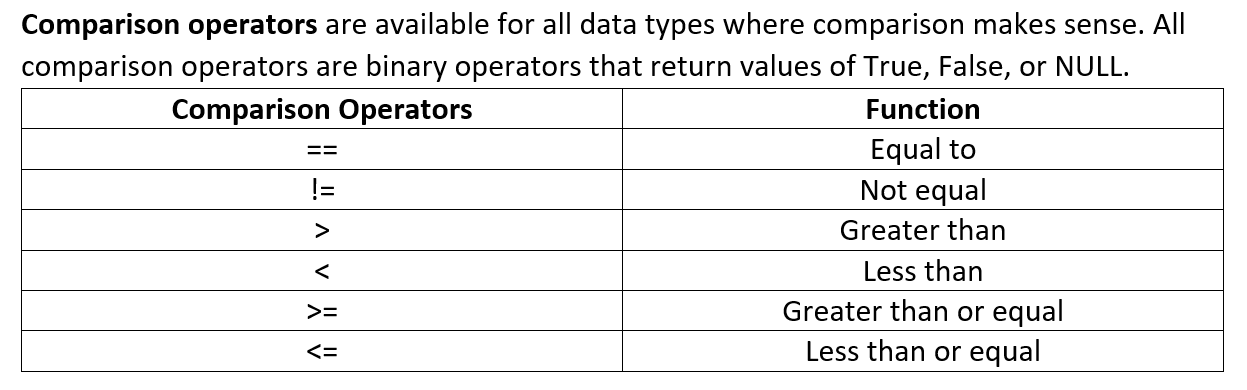 Comparison operators are available for all data types where comparison makes sense. All
comparison operators are binary operators that return values of True, False, or NULL.
Comparison Operators Function
== Equal to
!= Not equal
> Greater than
< Less than
>= Greater than or equal
<= Less than or equal